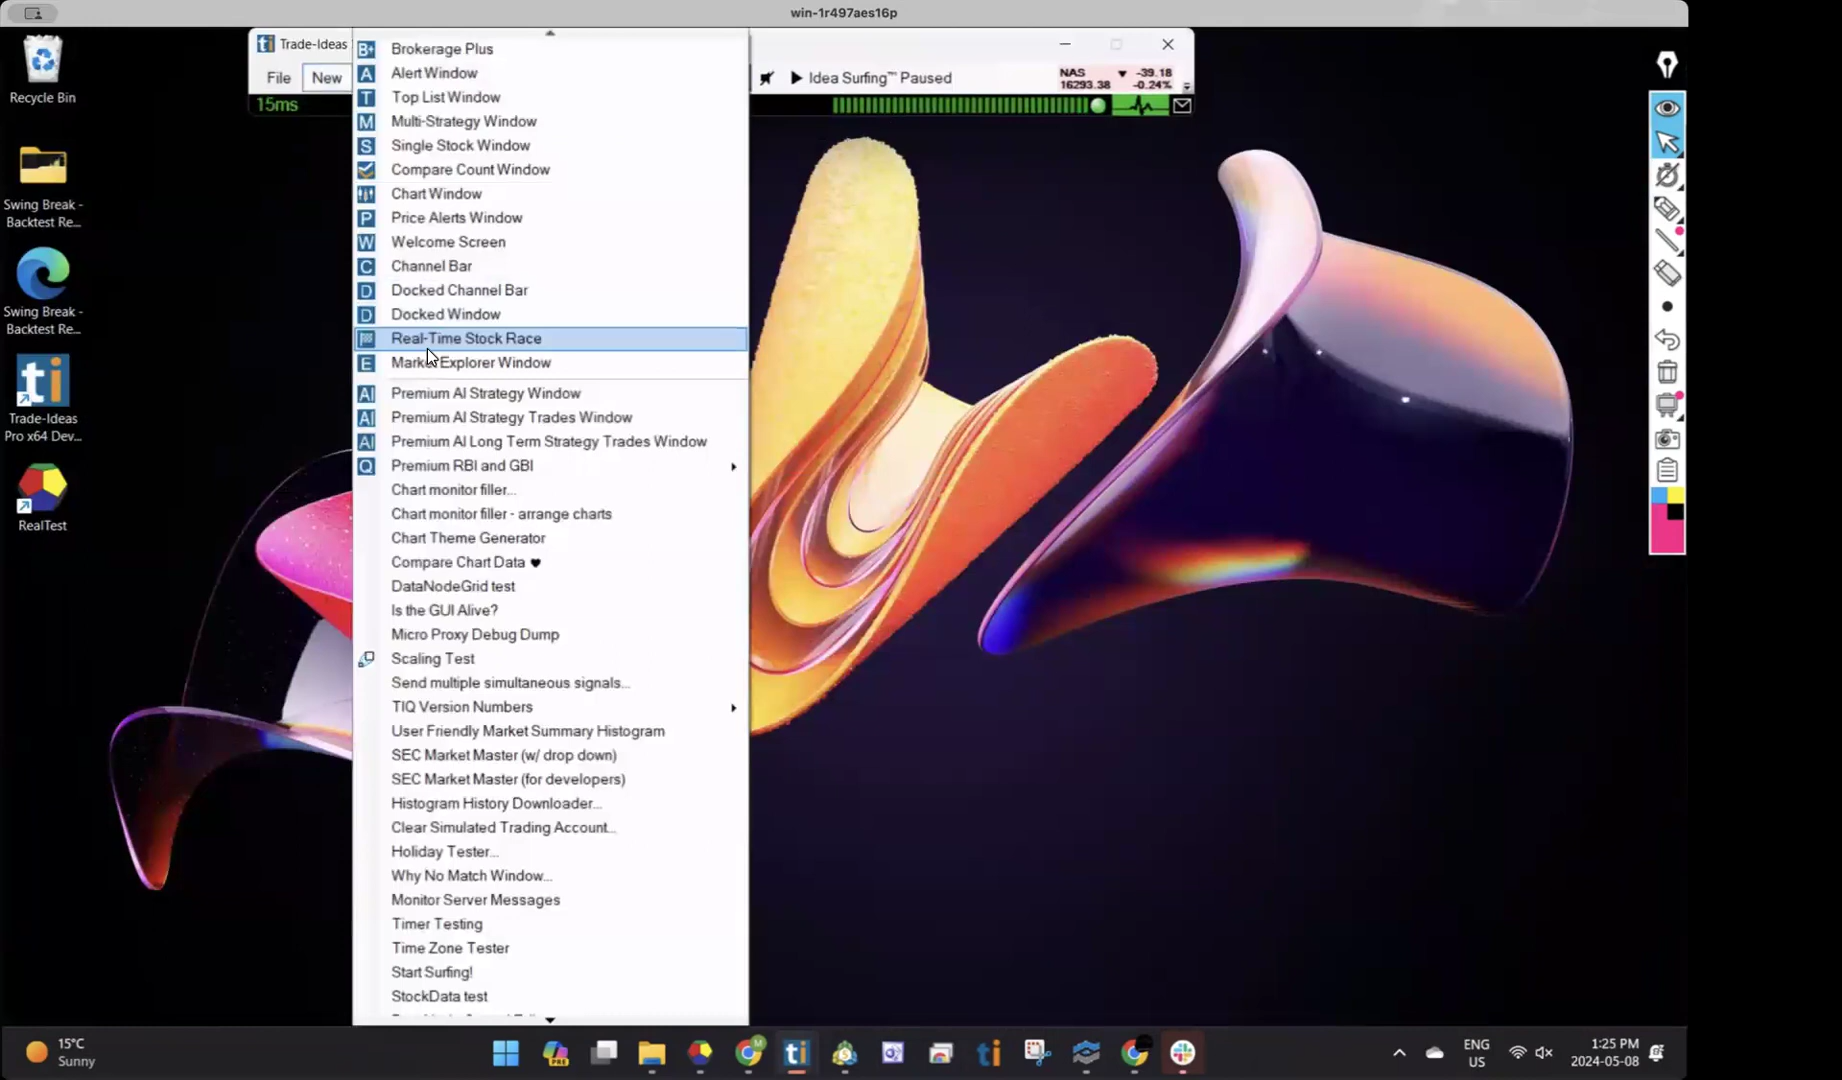 win-1r497aes16p
Recycle Bin
Swing Break -
Backtest Re...
Swing Break -
Backtest Re...
Trade-Ideas
Pro x64 Dev...
RealTest
Trade-Ideas
File
New
15ms
Idea Surfing™ Paused
NAS ▼ -39.18
16293.38 -0.24%
Brokerage Plus
Alert Window
Top List Window
Multi-Strategy Window
Single Stock Window
Compare Count Window
Chart Window
Price Alerts Window
Welcome Screen
Channel Bar
Docked Channel Bar
Docked Window
Real-Time Stock Race
Market Explorer Window
Premium AI Strategy Window
Premium AI Strategy Trades Window
Premium AI Long Term Strategy Trades Window
Premium RBI and GBI
Chart monitor filler...
Chart monitor filler - arrange charts
Chart Theme Generator
Compare Chart Data ♥
DataNodeGrid test
Is the GUI Alive?
Micro Proxy Debug Dump
Scaling Test
Send multiple simultaneous signals...
TIQ Version Numbers
User Friendly Market Summary Histogram
SEC Market Master (w/ drop down)
SEC Market Master (for developers)
Histogram History Downloader...
Clear Simulated Trading Account...
Holiday Tester...
Why No Match Window...
Monitor Server Messages
Timer Testing
Time Zone Tester
Start Surfing!
StockData test
15°C
Sunny
ENG
US
1:25 PM
2024-05-08